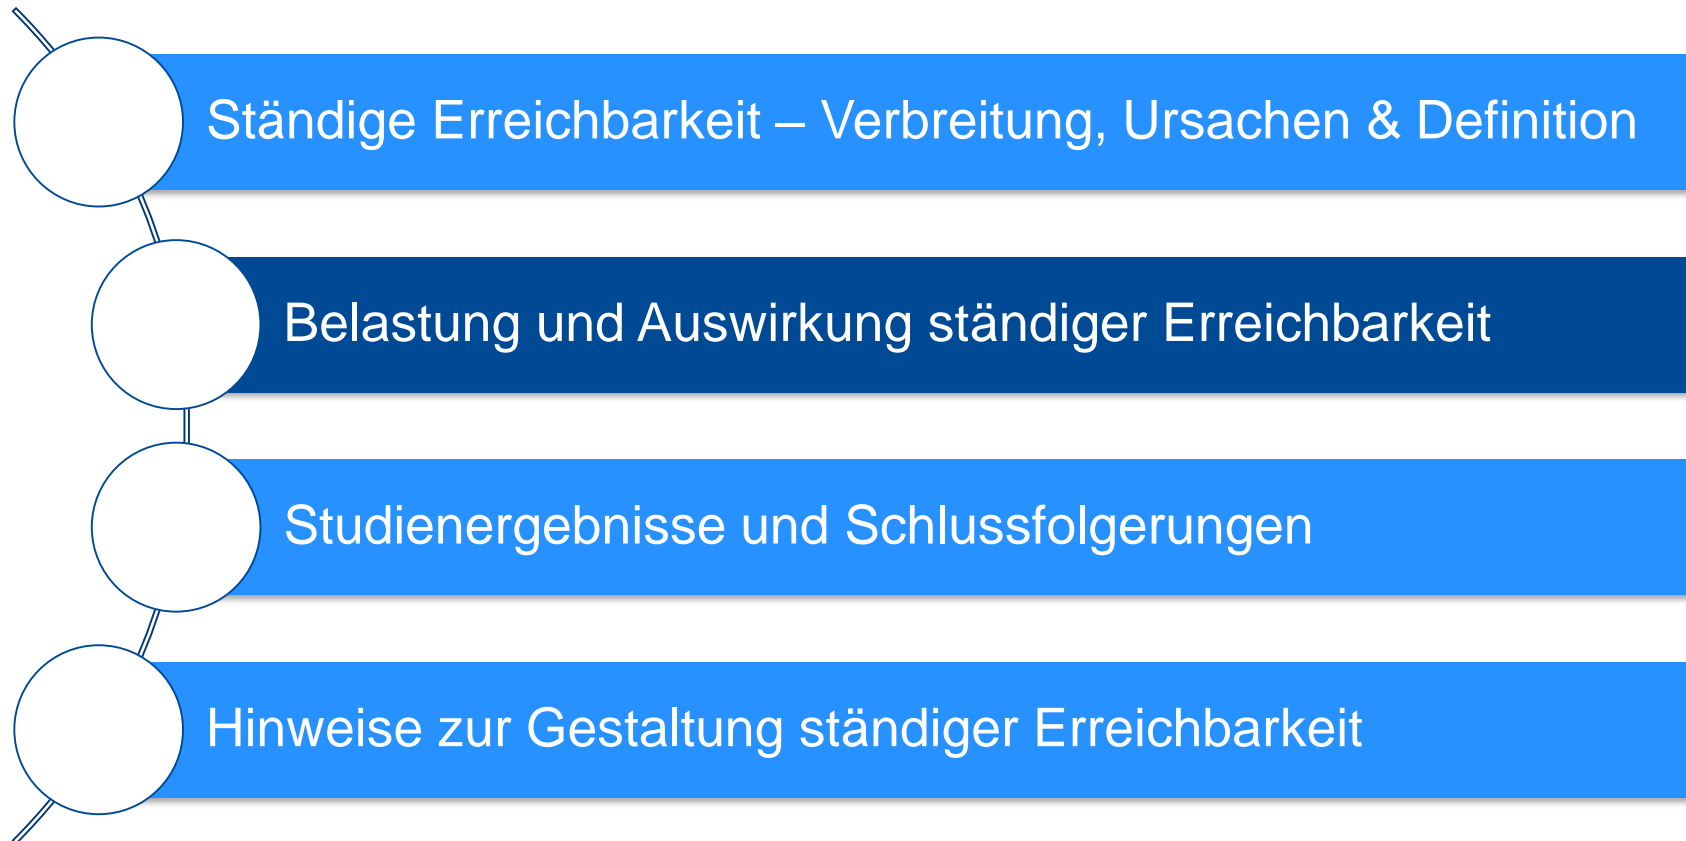 Ständige Erreichbarkeit – Verbreitung, Ursachen & Definition
Belastung und Auswirkung ständiger Erreichbarkeit
Studienergebnisse und Schlussfolgerungen
Hinweise zur Gestaltung ständiger Erreichbarkeit